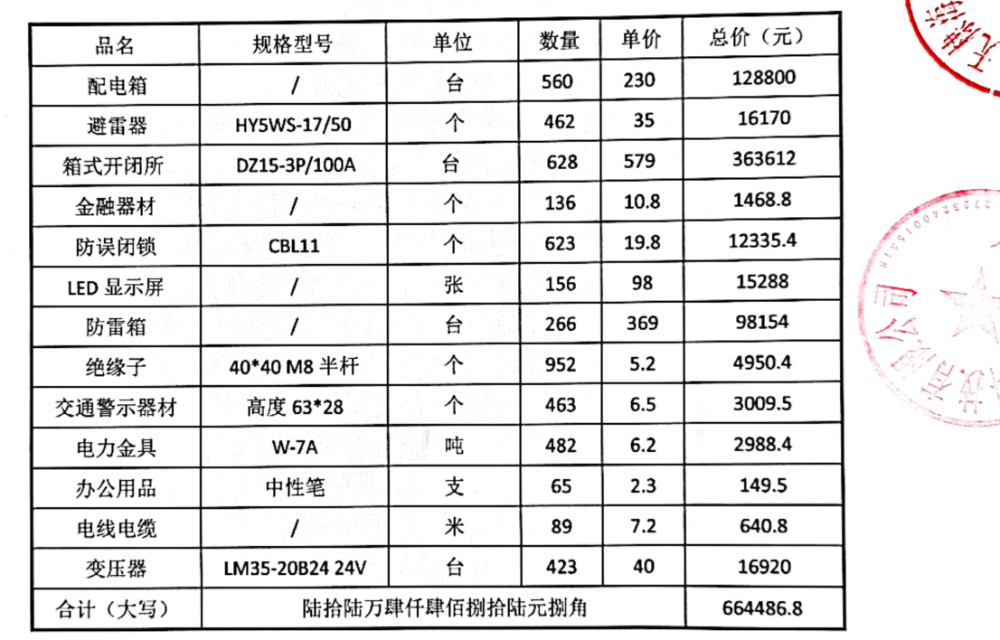 品名 规格型号 单位 数量 单价 总价（元）
配电箱 / 台 560 230 128800
避雷器 HY5WS-17/50 个 462 35 16170
箱式开闭所 DZ15-3P/100A 台 628 579 363612
金融器材 / 个 136 10.8 1468.8
防误闭锁 CBL11 个 623 19.8 12335.4
LED 显示屏 / 张 156 98 15288
防雷箱 / 台 266 369 98154
绝缘子 40*40 M8 半杆 个 952 5.2 4950.4
交通警示器材 高度 63*28 个 463 6.5 3009.5
电力金具 W-7A 吨 482 6.2 2988.4
办公用品 中性笔 支 65 2.3 149.5
电线电缆 / 米 89 7.2 640.8
变压器 LM35-20B24 24V 台 423 40 16920
合计（大写） 陆拾陆万肆仟肆佰捌拾陆元捌角 664486.8
有限公司